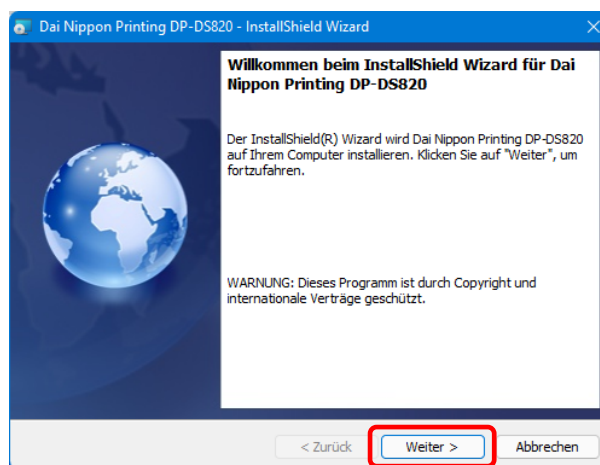 Dai Nippon Printing DP-DS820 - InstallShield Wizard
Willkommen beim InstallShield Wizard für Dai
Nippon Printing DP-DS820
Der InstallShield(R) Wizard wird Dai Nippon Printing DP-DS820
auf Ihrem Computer installieren. Klicken Sie auf "Weiter", um
fortzufahren.
WARNUNG: Dieses Programm ist durch Copyright und
internationale Verträge geschützt.
< Zurück Weiter > Abbrechen